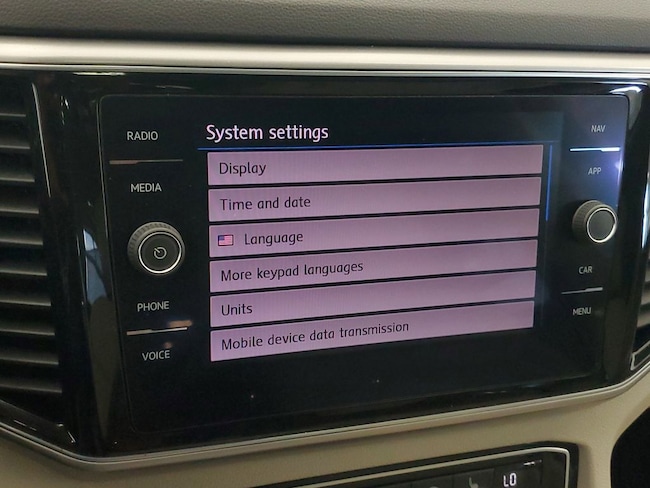 RADIO
MEDIA
PHONE
VOICE
System settings
Display
Time and date
Language
More keypad languages
Units
Mobile device data transmission
NAV
APP
CAR
MENU
LO